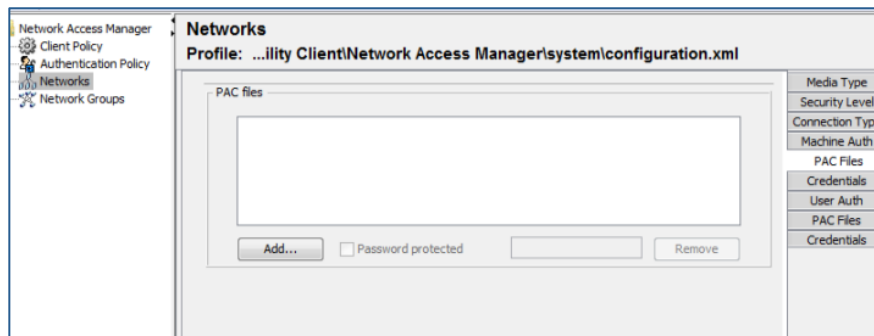 Network Access Manager
Client Policy
Authentication Policy
Networks
Network Groups
Networks
Profile: ...ility Client\Network Access Manager\system\configuration.xml
PAC files
Add...
Password protected
Remove
Media Type
Security Level
Connection Typ
Machine Auth
PAC Files
Credentials
User Auth
PAC Files
Credentials